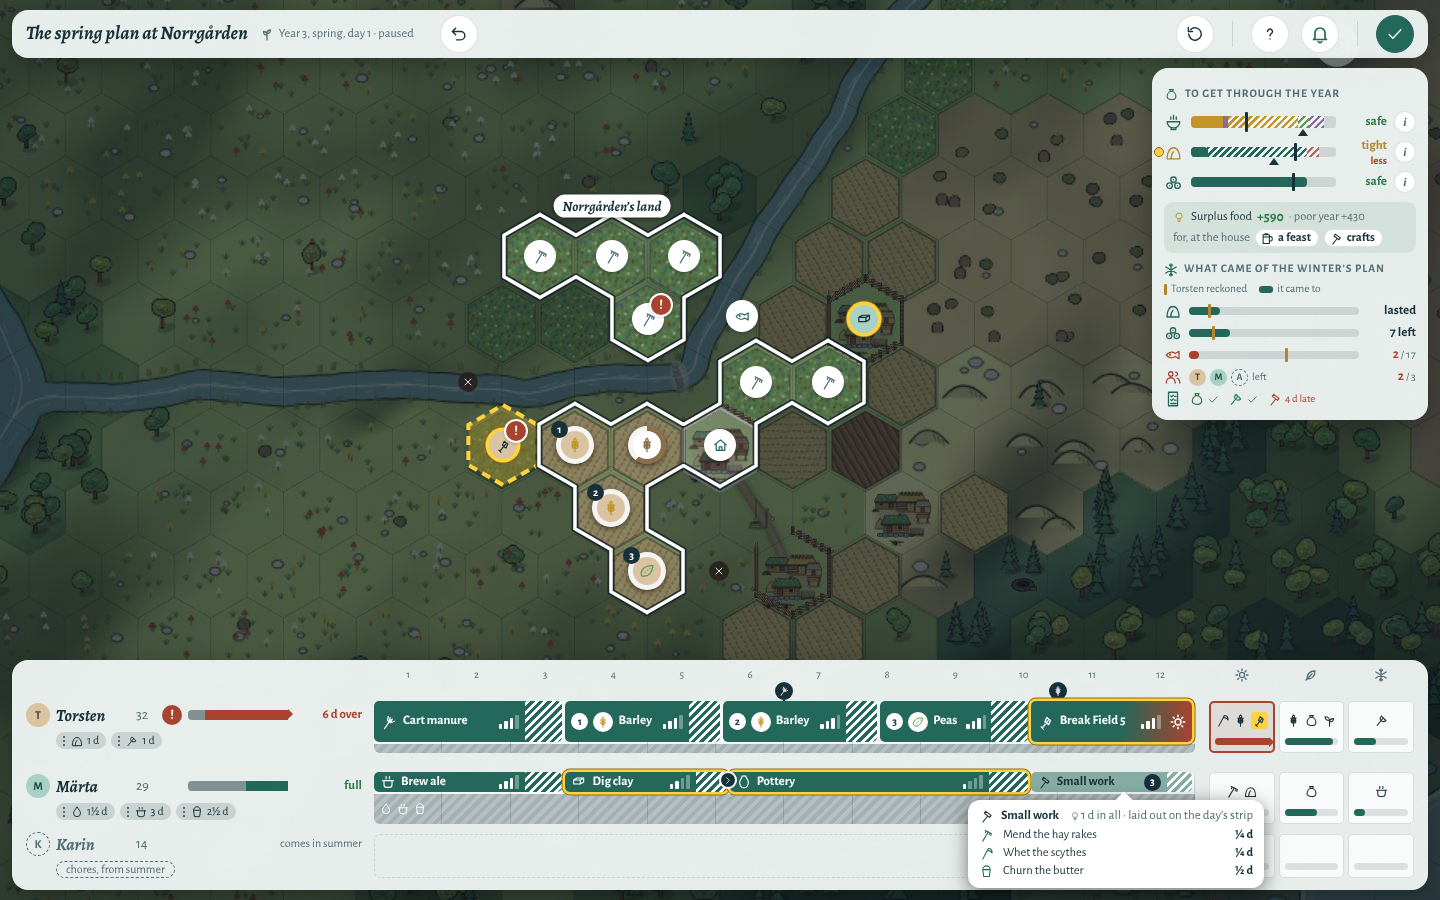 The spring plan at Norrgården
Year 3, spring, day 1 · paused
?
TO GET THROUGH THE YEAR
safe
i
tight
less
i
safe
i
Surplus food +590 · poor year +430
for, at the house
a feast
crafts
WHAT CAME OF THE WINTER'S PLAN
Torsten reckoned
it came to
lasted
7 left
2 / 17
T
M
A
left
2 / 3
4 d late
Norrgården's land
!
!
1
2
3
1
2
3
4
5
6
7
8
9
10
11
12
T
Torsten
32
!
6 d over
1 d
1 d
Cart manure
1
Barley
2
Barley
3
Peas
Break Field 5
M
Märta
29
full
1½ d
3 d
2½ d
Brew ale
Dig clay
Pottery
Small work
3
K
Karin
14
comes in summer
chores, from summer
Small work
1 d in all · laid out on the day's strip
Mend the hay rakes
¼ d
Whet the scythes
¼ d
Churn the butter
½ d